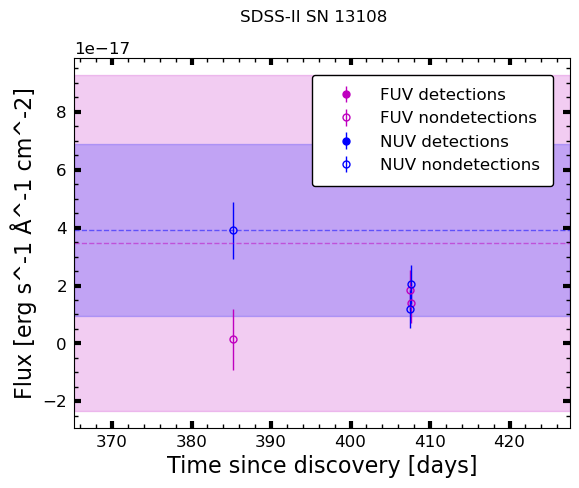 SDSS-II SN 13108
1e−17
Flux [erg s^-1 Å^-1 cm^-2]
8
6
4
2
0
−2
FUV detections
FUV nondetections
NUV detections
NUV nondetections
370
380
390
400
410
420
Time since discovery [days]